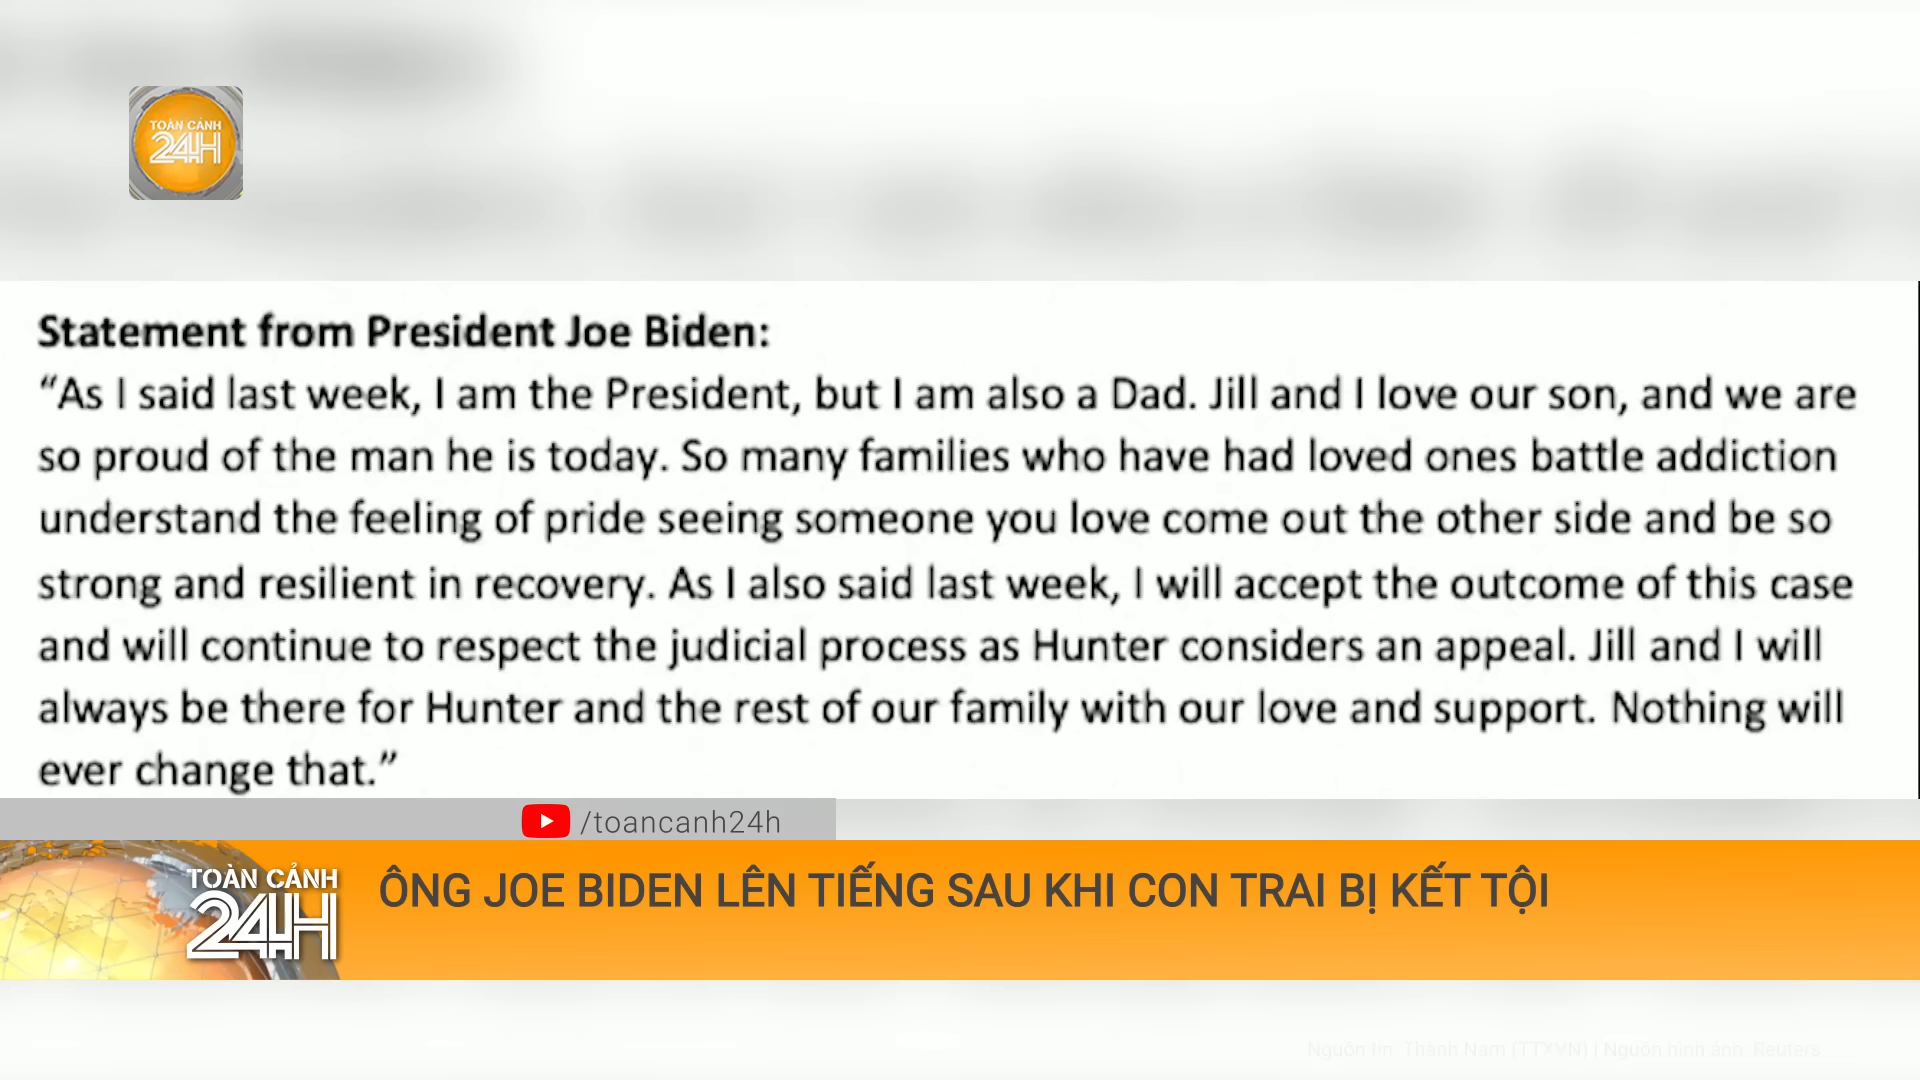 TOÀN CẢNH
24H
Statement from President Joe Biden:
“As I said last week, I am the President, but I am also a Dad. Jill and I love our son, and we are
so proud of the man he is today. So many families who have had loved ones battle addiction
understand the feeling of pride seeing someone you love come out the other side and be so
strong and resilient in recovery. As I also said last week, I will accept the outcome of this case
and will continue to respect the judicial process as Hunter considers an appeal. Jill and I will
always be there for Hunter and the rest of our family with our love and support. Nothing will
ever change that.”
/toancanh24h
TOÀN CẢNH
24H
ÔNG JOE BIDEN LÊN TIẾNG SAU KHI CON TRAI BỊ KẾT TỘI
Nguồn tin: Thành Nam (TTXVN) | Nguồn hình ảnh: Reuters